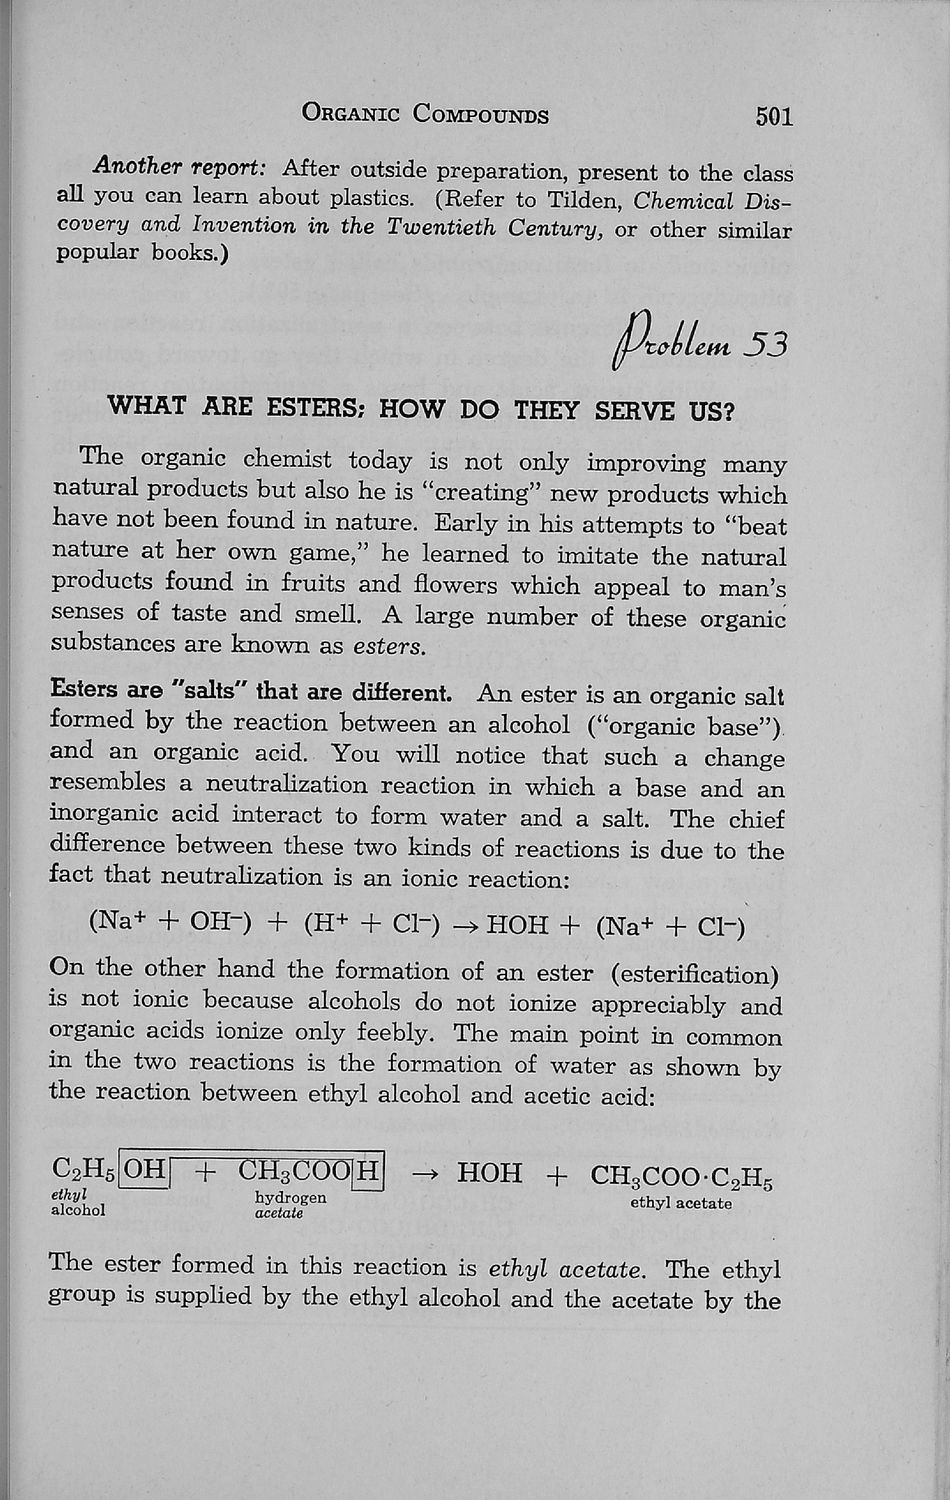 ORGANIC COMPOUNDS 501
Another report: After outside preparation, present to the class
all you can learn about plastics. (Refer to Tilden, Chemical Dis-
covery and Invention in the Twentieth Century, or other similar
popular books.)
Problem 53
WHAT ARE ESTERS; HOW DO THEY SERVE US?
The organic chemist today is not only improving many
natural products but also he is “creating” new products which
have not been found in nature. Early in his attempts to “beat
nature at her own game,” he learned to imitate the natural
products found in fruits and flowers which appeal to man’s
senses of taste and smell. A large number of these organic
substances are known as esters.
Esters are "salts" that are different. An ester is an organic salt
formed by the reaction between an alcohol (“organic base”)
and an organic acid. You will notice that such a change
resembles a neutralization reaction in which a base and an
inorganic acid interact to form water and a salt. The chief
difference between these two kinds of reactions is due to the
fact that neutralization is an ionic reaction:
(Na⁺ + OH⁻) + (H⁺ + Cl⁻) → HOH + (Na⁺ + Cl⁻)
On the other hand the formation of an ester (esterification)
is not ionic because alcohols do not ionize appreciably and
organic acids ionize only feebly. The main point in common
in the two reactions is the formation of water as shown by
the reaction between ethyl alcohol and acetic acid:
C₂H₅OH + CH₃COOH → HOH + CH₃COO·C₂H₅
ethyl hydrogen ethyl acetate
alcohol acetate
The ester formed in this reaction is ethyl acetate. The ethyl
group is supplied by the ethyl alcohol and the acetate by the